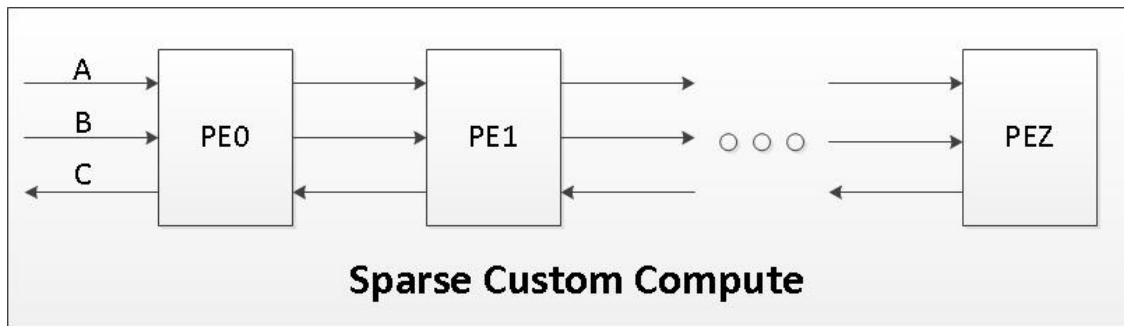 A
B
C
PE0
PE1
PEZ
Sparse Custom Compute